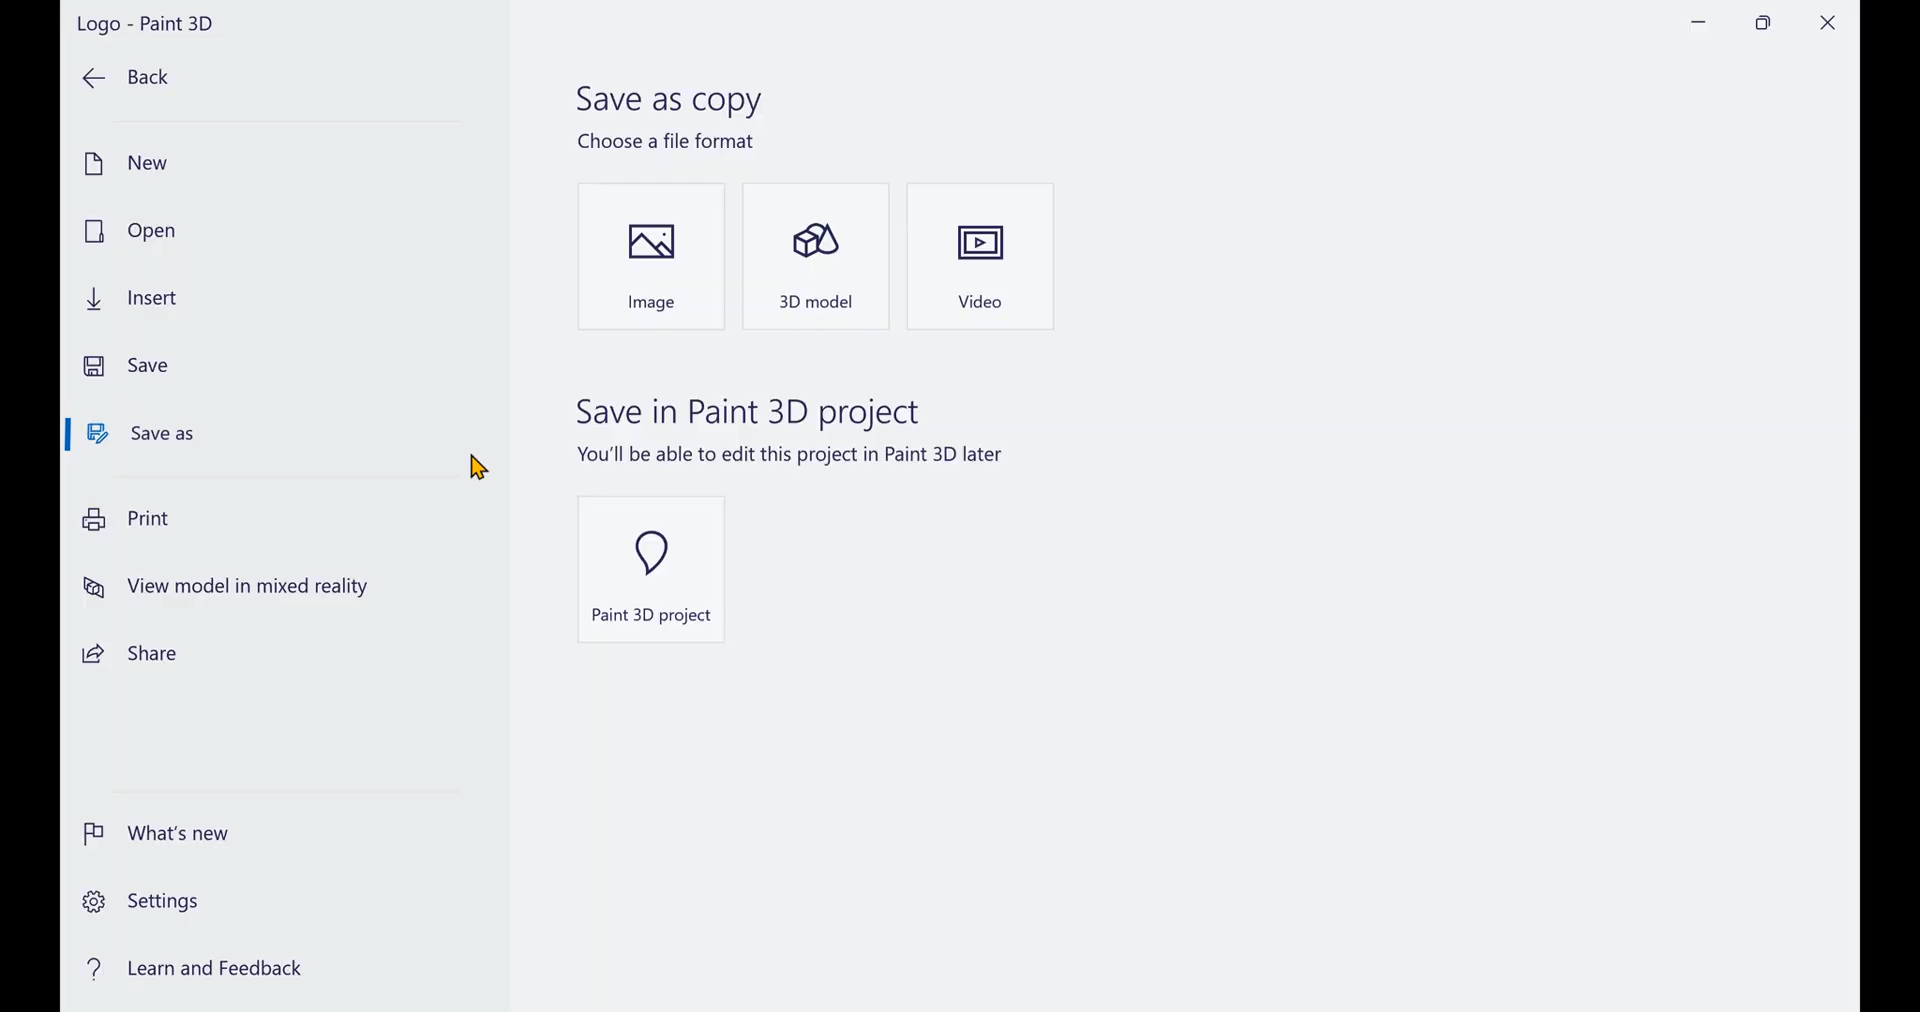 Logo - Paint 3D
Back
New
Open
Insert
Save
Save as
Print
View model in mixed reality
Share
What's new
Settings
Learn and Feedback
Save as copy
Choose a file format
Image
3D model
Video
Save in Paint 3D project
You'll be able to edit this project in Paint 3D later
Paint 3D project